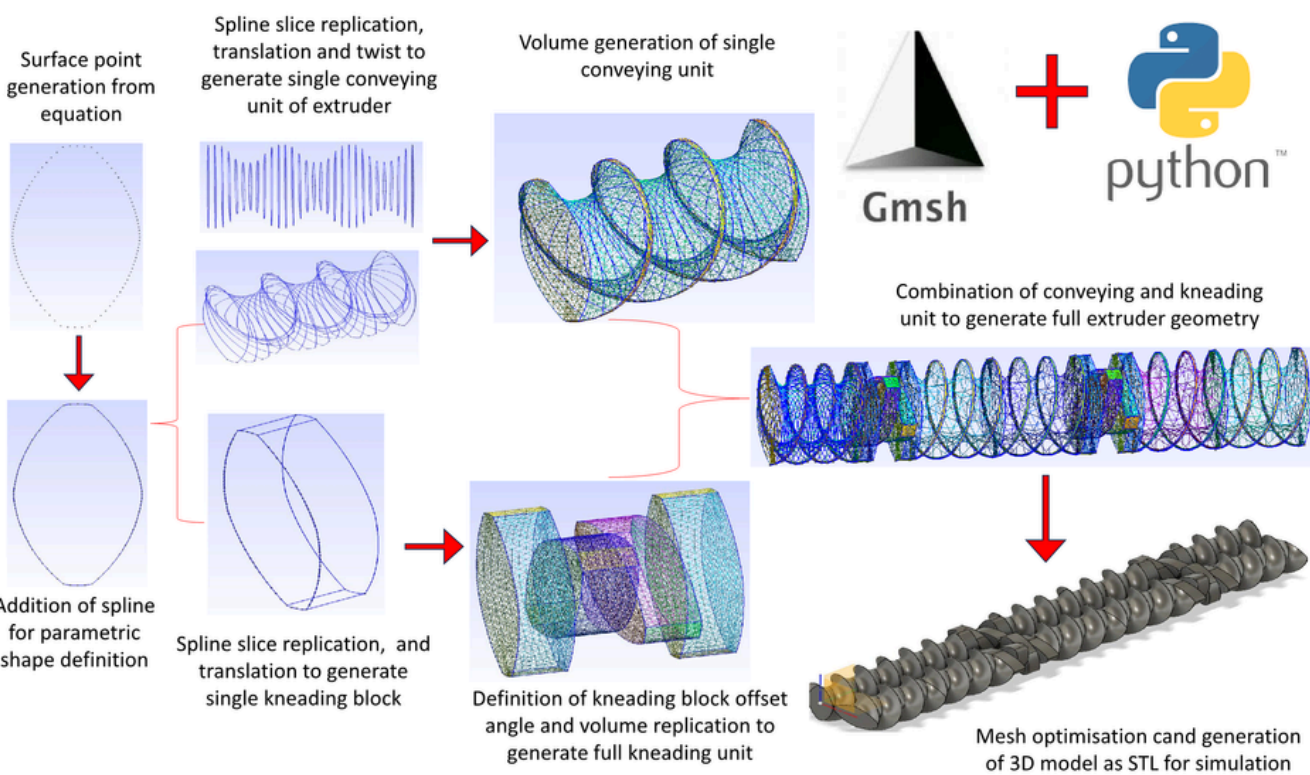 Surface point
generation from
equation
Spline slice replication,
translation and twist to
generate single conveying
unit of extruder
Volume generation of single
conveying unit
Gmsh
python™
Combination of conveying and kneading
unit to generate full extruder geometry
Addition of spline
for parametric
shape definition
Spline slice replication, and
translation to generate
single kneading block
Definition of kneading block offset
angle and volume replication to
generate full kneading unit
Mesh optimisation cand generation
of 3D model as STL for simulation